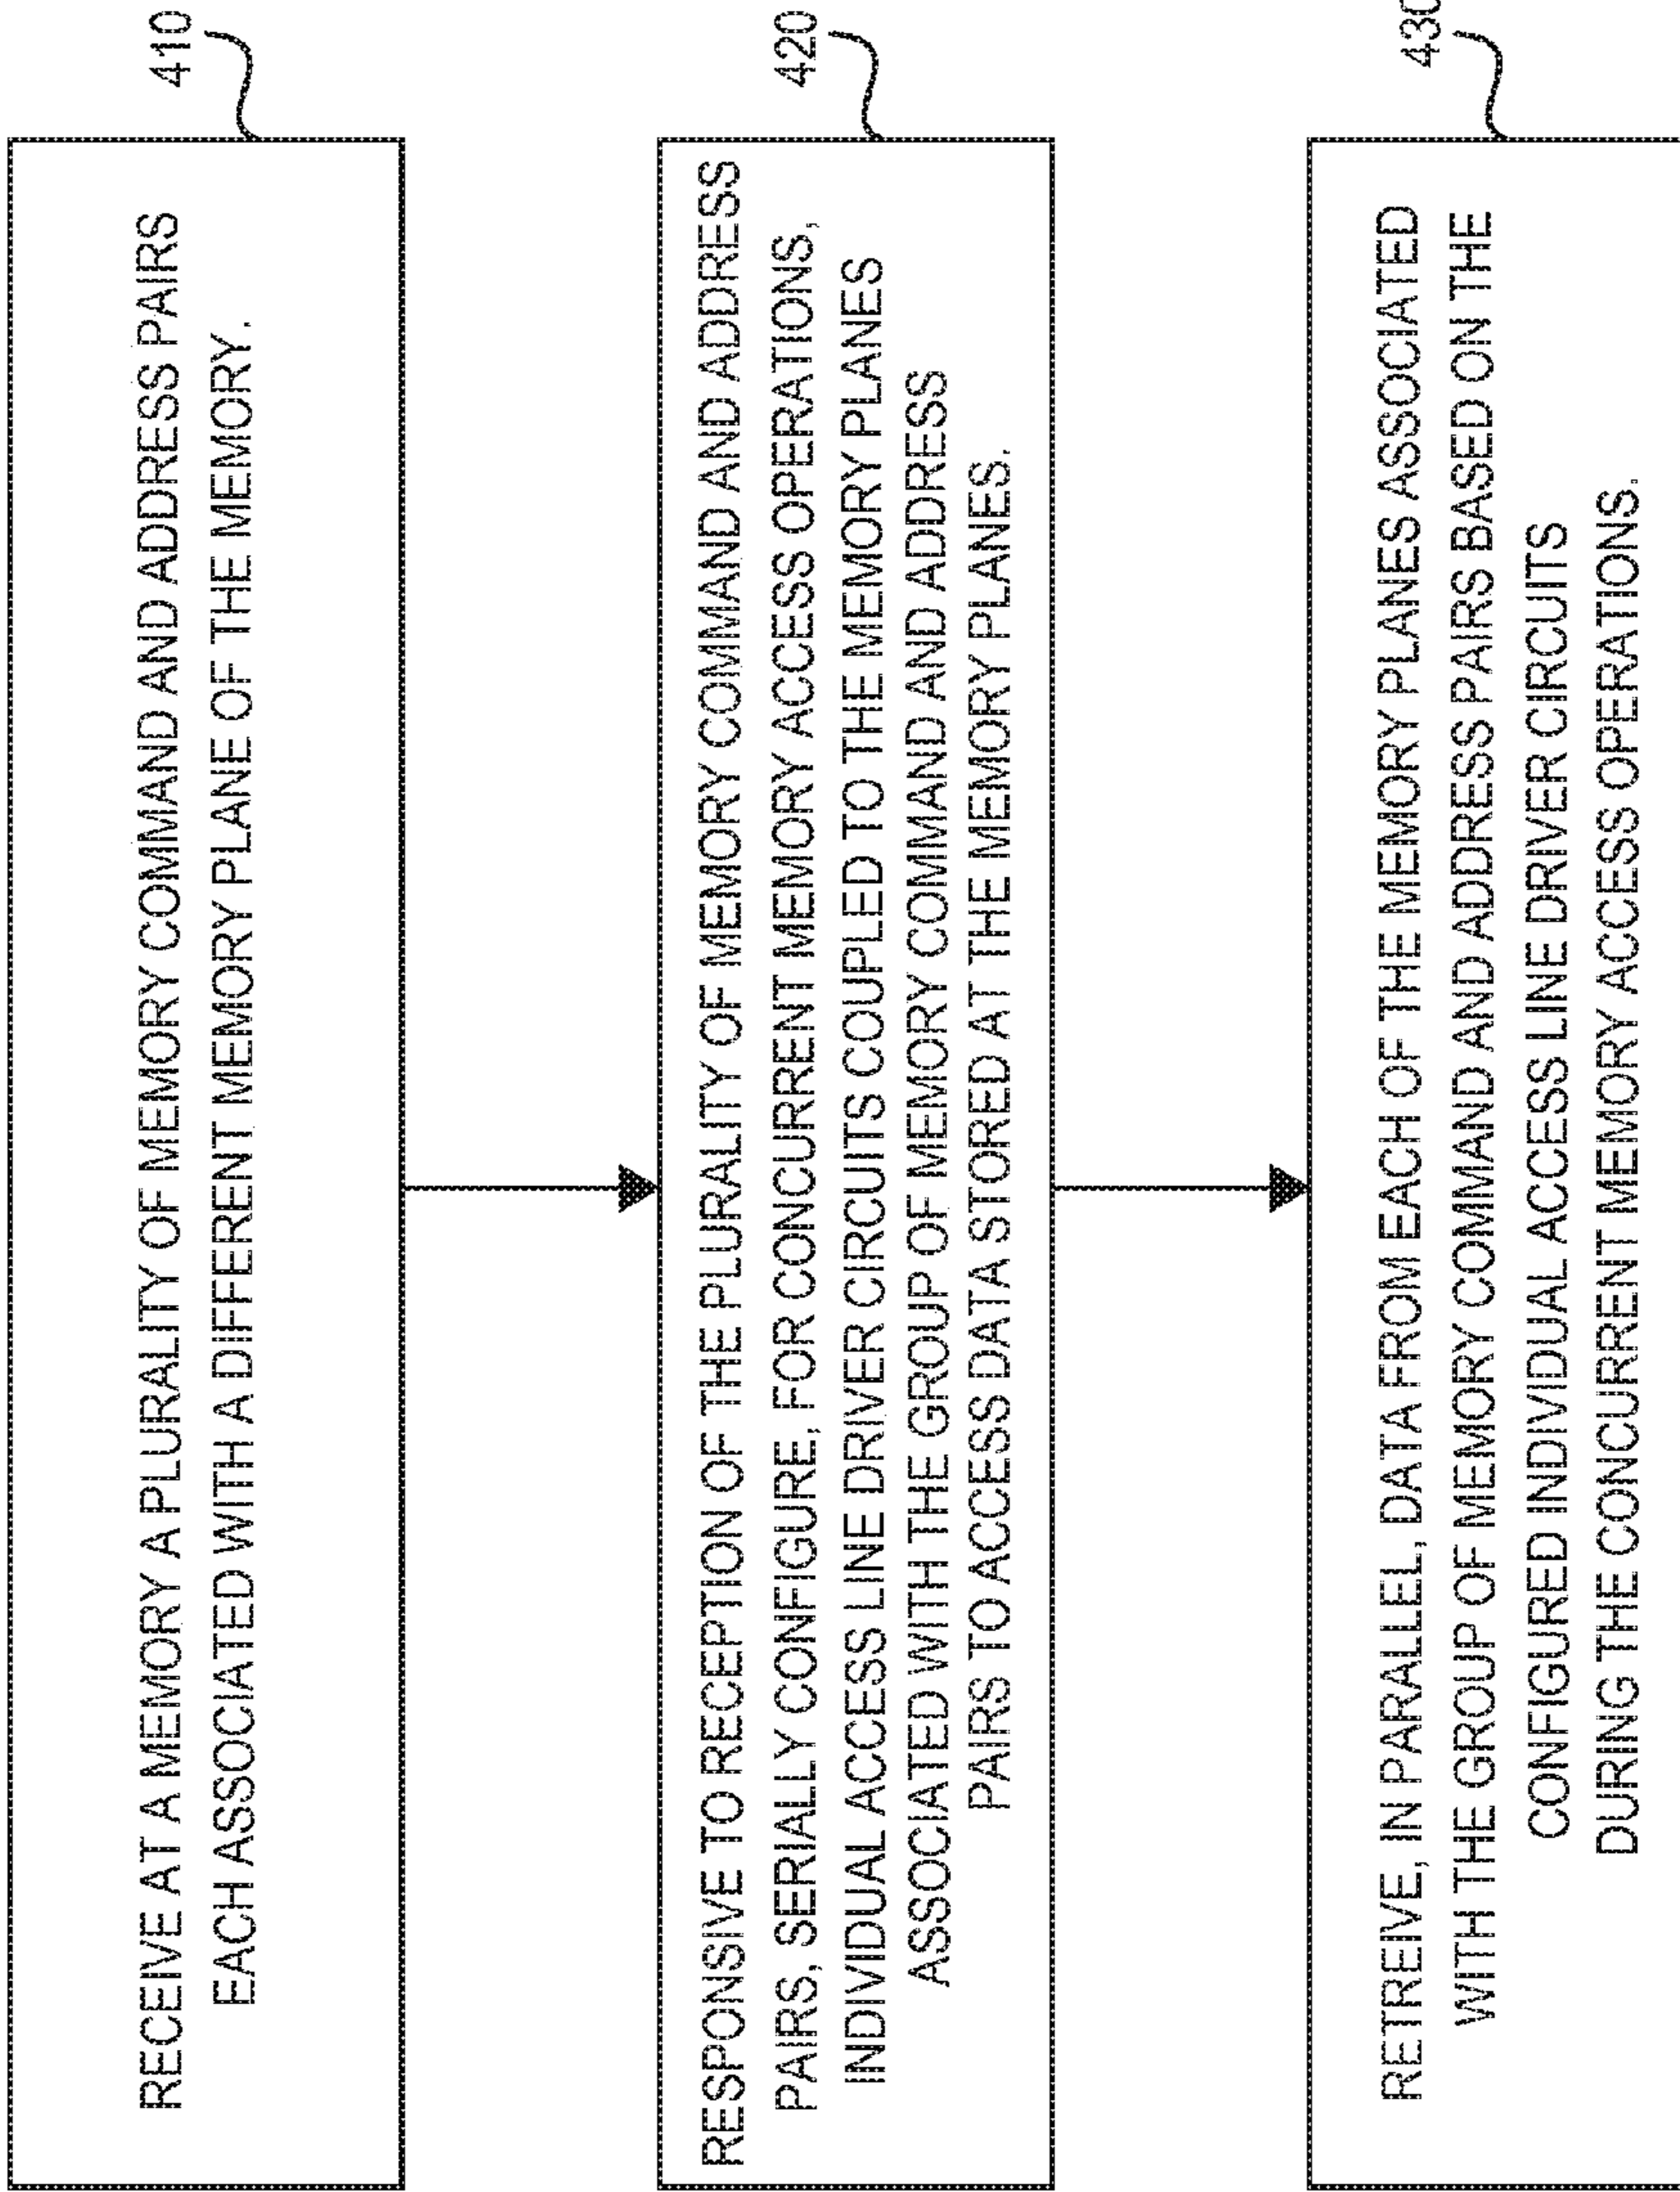 410
RECEIVE AT A MEMORY A PLURALITY OF MEMORY COMMAND AND ADDRESS PAIRS
EACH ASSOCIATED WITH A DIFFERENT MEMORY PLANE OF THE MEMORY.
420
RESPONSIVE TO RECEPTION OF THE PLURALITY OF MEMORY COMMAND AND ADDRESS
PAIRS, SERIALLY CONFIGURE, FOR CONCURRENT MEMORY ACCESS OPERATIONS,
INDIVIDUAL ACCESS LINE DRIVER CIRCUITS COUPLED TO THE MEMORY PLANES
ASSOCIATED WITH THE GROUP OF MEMORY COMMAND AND ADDRESS
PAIRS TO ACCESS DATA STORED AT THE MEMORY PLANES.
430
RETREIVE, IN PARALLEL, DATA FROM EACH OF THE MEMORY PLANES ASSOCIATED
WITH THE GROUP OF MEMORY COMMAND AND ADDRESS PAIRS BASED ON THE
CONFIGURED INDIVIDUAL ACCESS LINE DRIVER CIRCUITS
DURING THE CONCURRENT MEMORY ACCESS OPERATIONS.